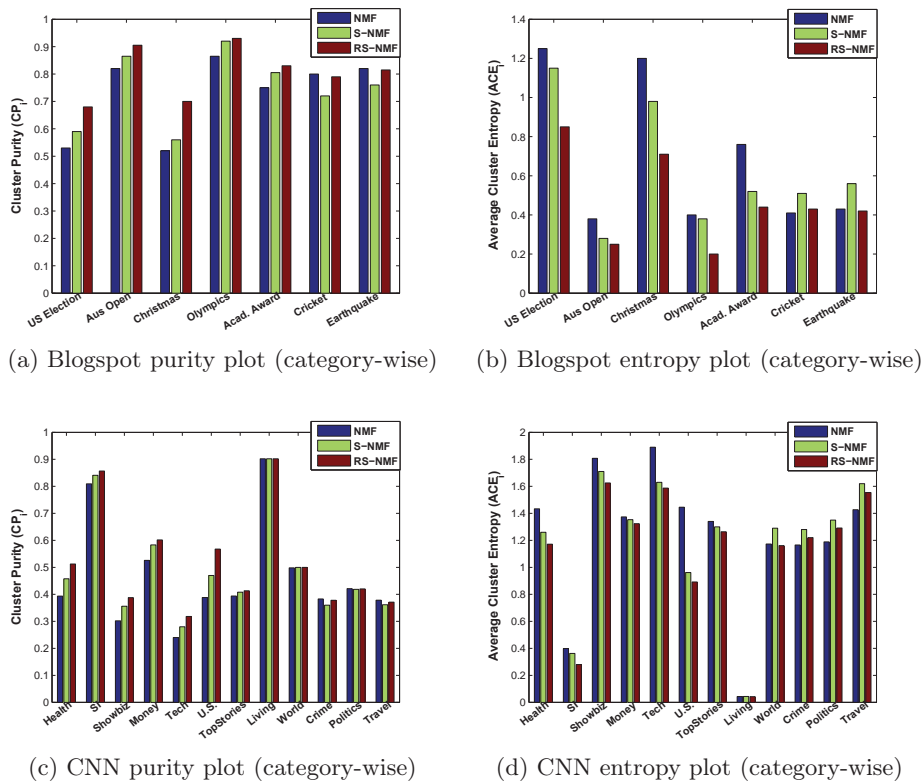 NMF
S-NMF
RS-NMF
Cluster Purity (CPi)
1
0.9
0.8
0.7
0.6
0.5
0.4
0.3
0.2
0.1
0
US Election
Aus Open
Christmas
Olympics
Acad. Award
Cricket
Earthquake
(a) Blogspot purity plot (category-wise)
NMF
S-NMF
RS-NMF
Average Cluster Entropy (ACEi)
1.4
1.2
1
0.8
0.6
0.4
0.2
0
US Election
Aus Open
Christmas
Olympics
Acad. Award
Cricket
Earthquake
(b) Blogspot entropy plot (category-wise)
NMF
S-NMF
RS-NMF
Cluster Purity (CPi)
1
0.9
0.8
0.7
0.6
0.5
0.4
0.3
0.2
0.1
0
Health
SI
Showbiz
Money
Tech
U.S.
TopStories
Living
World
Crime
Politics
Travel
(c) CNN purity plot (category-wise)
NMF
S-NMF
RS-NMF
Average Cluster Entropy (ACEi)
2
1.8
1.6
1.4
1.2
1
0.8
0.6
0.4
0.2
0
Health
SI
Showbiz
Money
Tech
U.S.
TopStories
Living
World
Crime
Politics
Travel
(d) CNN entropy plot (category-wise)